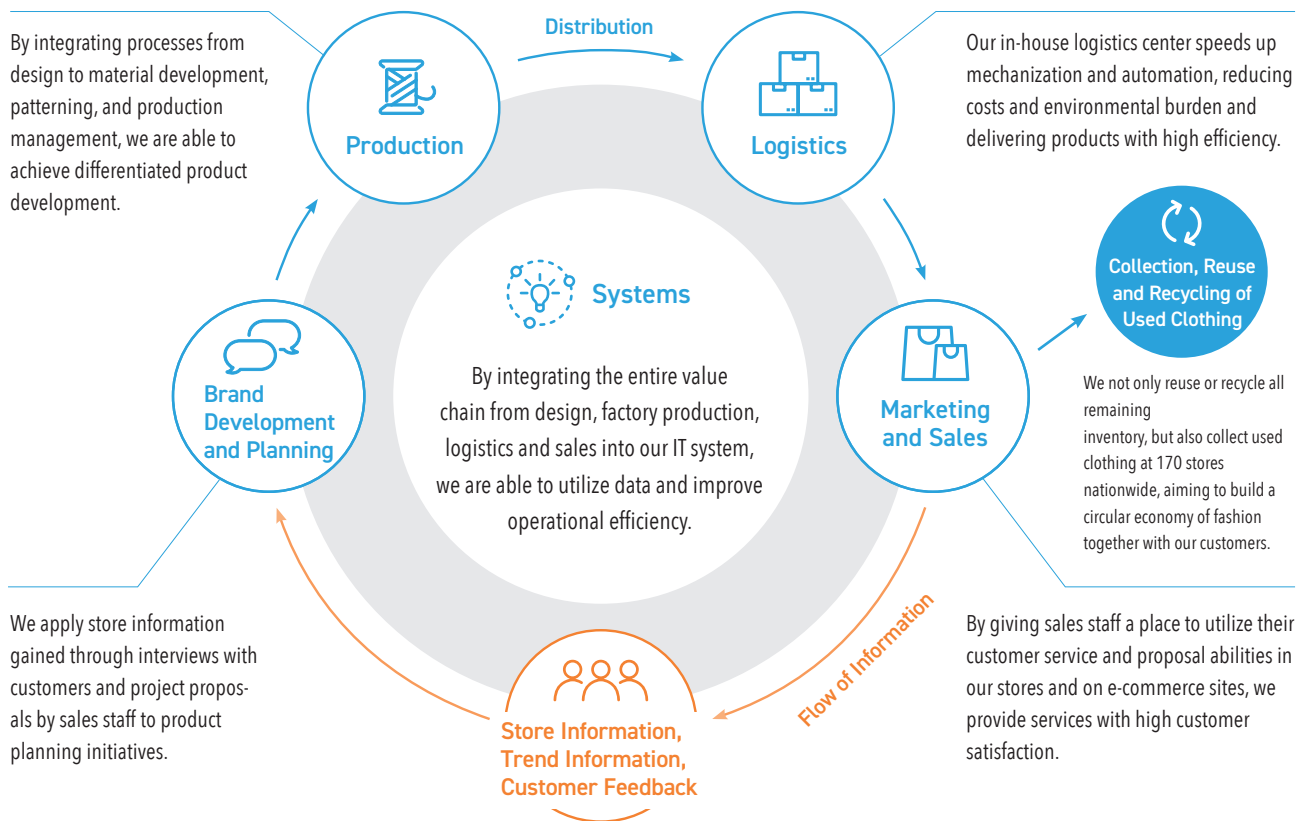 By integrating processes from
design to material development,
patterning, and production
management, we are able to
achieve differentiated product
development.
Production
Distribution
Logistics
Our in-house logistics center speeds up
mechanization and automation, reducing
costs and environmental burden and
delivering products with high efficiency.
Collection, Reuse
and Recycling of
Used Clothing
We not only reuse or recycle all
remaining
inventory, but also collect used
clothing at 170 stores
nationwide, aiming to build a
circular economy of fashion
together with our customers.
Systems
By integrating the entire value
chain from design, factory production,
logistics and sales into our IT system,
we are able to utilize data and improve
operational efficiency.
Brand
Development
and Planning
Marketing
and Sales
We apply store information
gained through interviews with
customers and project propos-
als by sales staff to product
planning initiatives.
Store Information,
Trend Information,
Customer Feedback
Flow of Information
By giving sales staff a place to utilize their
customer service and proposal abilities in
our stores and on e-commerce sites, we
provide services with high customer
satisfaction.